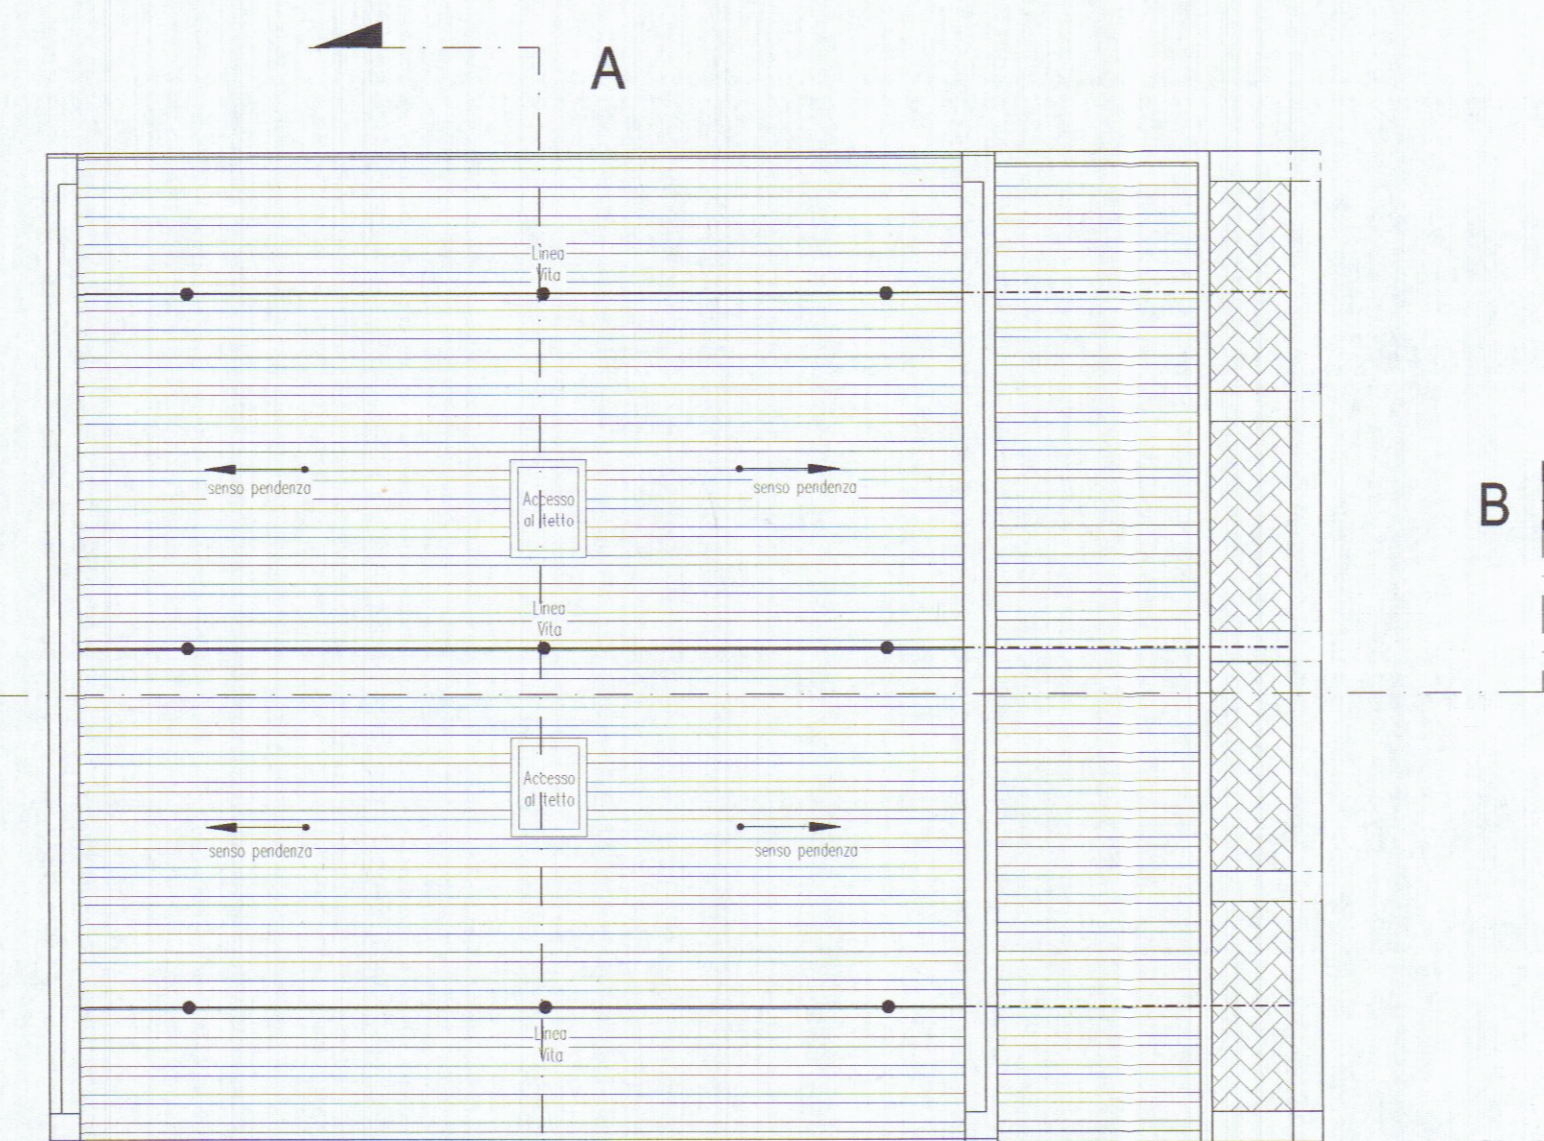 A
Linea
Vita
senso pendenza
Accesso
al tetto
senso pendenza
B
Linea
Vita
Accesso
al tetto
senso pendenza
senso pendenza
Linea
Vita